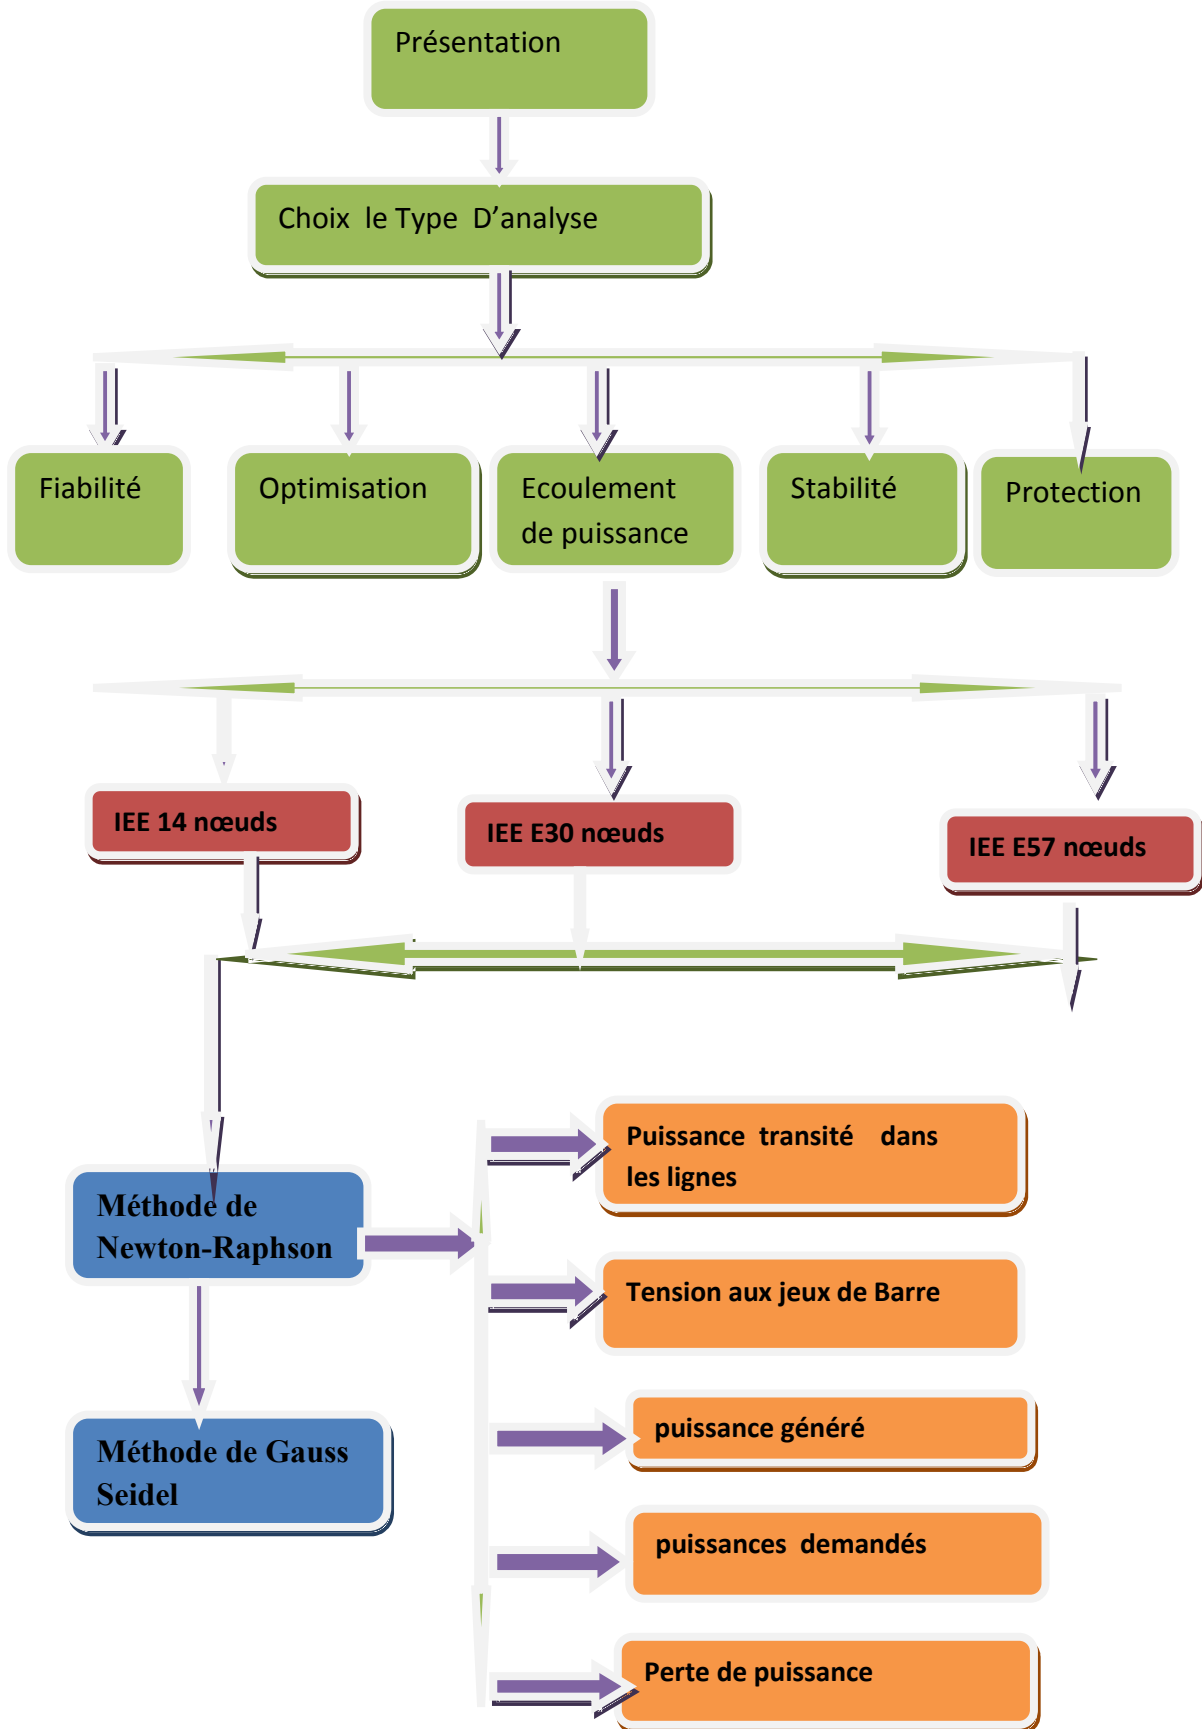 Présentation
Choix le Type D’analyse
Fiabilité
Optimisation
Ecoulement
de puissance
Stabilité
Protection
IEE 14 nœuds
IEE E30 nœuds
IEE E57 nœuds
Puissance transité dans
les lignes
Méthode de
Newton-Raphson
Tension aux jeux de Barre
puissance généré
Méthode de Gauss
Seidel
puissances demandés
Perte de puissance